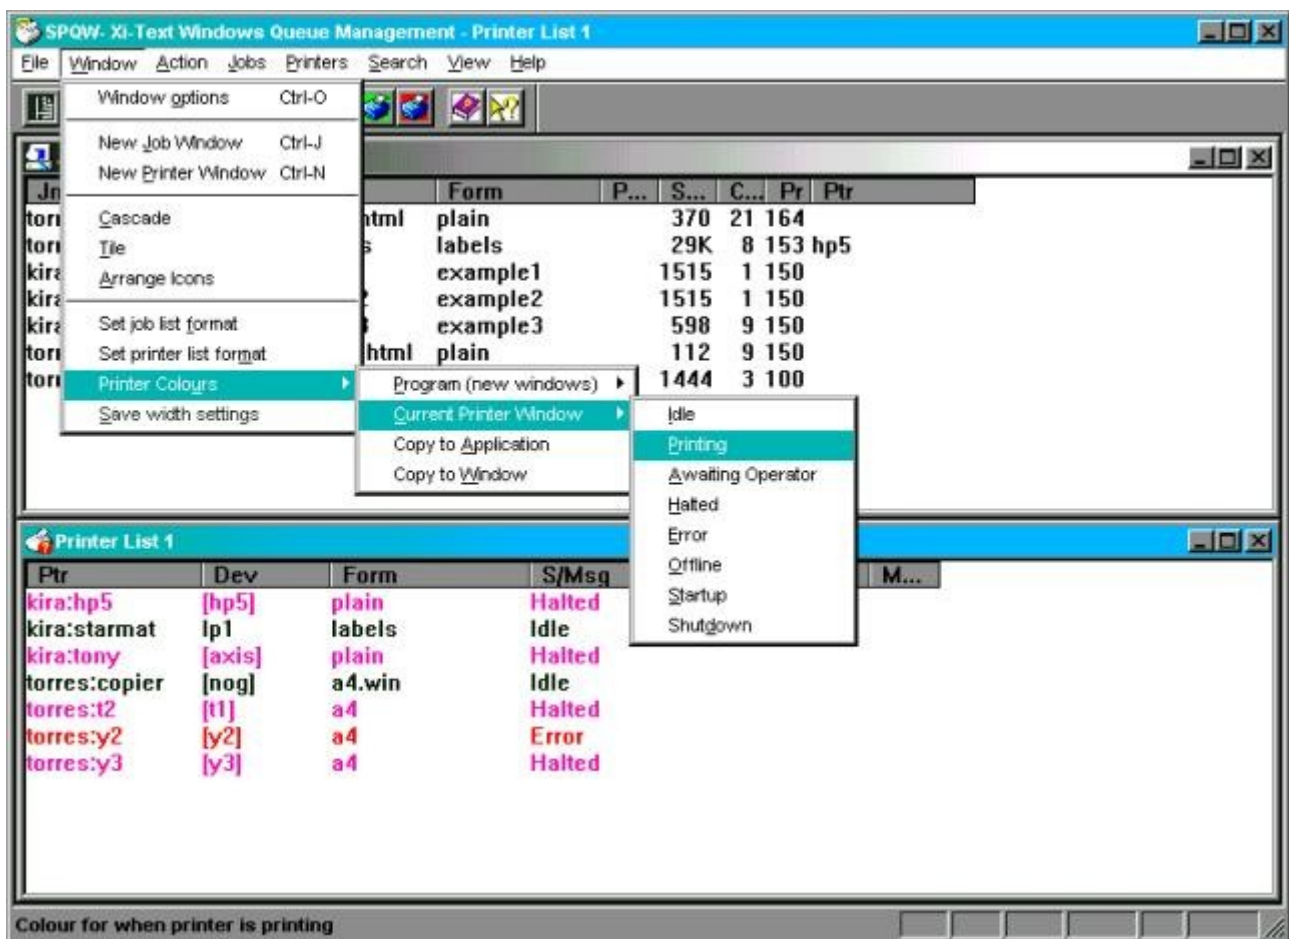 SPQW- Xi-Text Windows Queue Management - Printer List 1
File Window Action Jobs Printers Search View Help
Window options Ctrl-O
New Job Window Ctrl-J
New Printer Window Ctrl-N
Cascade
Tile
Arrange Icons
Set job list format
Set printer list format
Printer Colours
Save width settings
Program (new windows)
Current Printer Window
Copy to Application
Copy to Window
Idle
Printing
Awaiting Operator
Halted
Error
Offline
Startup
Shutdown
Form P... S... C... Pr Ptr
html plain 370 21 164
labels 29K 8 153 hp5
example1 1515 1 150
example2 1515 1 150
example3 598 9 150
html plain 112 9 150
1444 3 100
Printer List 1
Ptr Dev Form S/Msg M...
kira:hp5 [hp5] plain Halted
kira:starmat lp1 labels Idle
kira:tony [axis] plain Halted
torres:copier [nog] a4.win Idle
torres:t2 [t1] a4 Halted
torres:y2 [y2] a4 Error
torres:y3 [y3] a4 Halted
Colour for when printer is printing